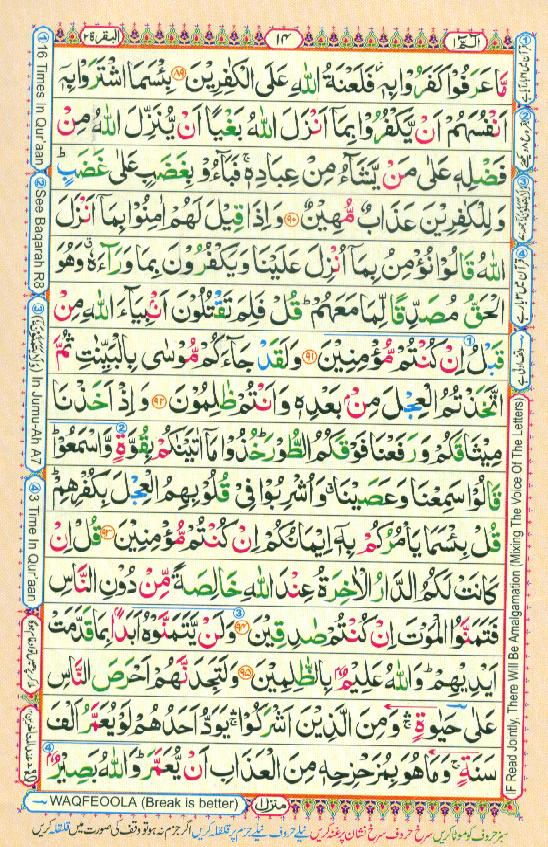 الٓمّٓ ١
١٤
البقرة ٢
مَّا عَرَفُوْا كَفَرُوْا بِهٖ فَلَعْنَةُ اللّٰهِ عَلَى الْكٰفِرِيْنَ ۝٨٩ بِئْسَمَا اشْتَرَوْا بِهٖۤ
اَنْفُسَهُمْ اَنْ يَّكْفُرُوْا بِمَاۤ اَنْزَلَ اللّٰهُ بَغْيًا اَنْ يُّنَزِّلَ اللّٰهُ مِنْ
فَضْلِهٖ عَلٰى مَنْ يَّشَآءُ مِنْ عِبَادِهٖ ۚ فَبَآءُوْ بِغَضَبٍ عَلٰى غَضَبٍ ؕ
وَلِلْكٰفِرِيْنَ عَذَابٌ مُّهِيْنٌ ۝٩٠ وَاِذَا قِيْلَ لَهُمْ اٰمِنُوْا بِمَاۤ اَنْزَلَ
اللّٰهُ قَالُوْا نُؤْمِنُ بِمَاۤ اُنْزِلَ عَلَيْنَا وَيَكْفُرُوْنَ بِمَا وَرَآءَهٗ ۗ وَهُوَ
الْحَقُّ مُصَدِّقًا لِّمَا مَعَهُمْ ؕ قُلْ فَلِمَ تَقْتُلُوْنَ اَنْۢبِيَآءَ اللّٰهِ مِنْ
قَبْلُ اِنْ كُنْتُمْ مُّؤْمِنِيْنَ ۝٩١ وَلَقَدْ جَآءَكُمْ مُّوْسٰى بِالْبَيِّنٰتِ ثُمَّ
اتَّخَذْتُمُ الْعِجْلَ مِنْۢ بَعْدِهٖ وَاَنْتُمْ ظٰلِمُوْنَ ۝٩٢ وَاِذْ اَخَذْنَا
مِيْثَاقَكُمْ وَرَفَعْنَا فَوْقَكُمُ الطُّوْرَ ؕ خُذُوْا مَاۤ اٰتَيْنٰكُمْ بِقُوَّةٍ وَّاسْمَعُوْا ؕ
قَالُوْا سَمِعْنَا وَعَصَيْنَا ۗ وَاُشْرِبُوْا فِيْ قُلُوْبِهِمُ الْعِجْلَ بِكُفْرِهِمْ ؕ
قُلْ بِئْسَمَا يَاْمُرُكُمْ بِهٖۤ اِيْمَانُكُمْ اِنْ كُنْتُمْ مُّؤْمِنِيْنَ ۝٩٣ قُلْ اِنْ
كَانَتْ لَكُمُ الدَّارُ الْاٰخِرَةُ عِنْدَ اللّٰهِ خَالِصَةً مِّنْ دُوْنِ النَّاسِ
فَتَمَنَّوُا الْمَوْتَ اِنْ كُنْتُمْ صٰدِقِيْنَ ۝٩٤ وَلَنْ يَّتَمَنَّوْهُ اَبَدًۢا بِمَا قَدَّمَتْ
اَيْدِيْهِمْ ؕ وَاللّٰهُ عَلِيْمٌۢ بِالظّٰلِمِيْنَ ۝٩٥ وَلَتَجِدَنَّهُمْ اَحْرَصَ النَّاسِ
عَلٰى حَيٰوةٍ ۛۚ وَمِنَ الَّذِيْنَ اَشْرَكُوْا ۛۚ يَوَدُّ اَحَدُهُمْ لَوْ يُعَمَّرُ اَلْفَ
سَنَةٍ ۚ وَمَا هُوَ بِمُزَحْزِحِهٖ مِنَ الْعَذَابِ اَنْ يُّعَمَّرَ ؕ وَاللّٰهُ بَصِيْرٌۢ
① 16 Times In Qur'aan
② See Baqarah R8
③ In Jumu-Ah A7
④ 3 Time In Qur'aan
IF Read Jointly, There Will Be Amalgamation (Mixing The Voice Of The Letters)
WAQFEOOLA (Break is better)
منزل ١
سبز حروف کو موٹا کریں سرخ حروف سرخ نشان پر غنہ کریں نیلے حروف نیلے جزم پر قلقلہ کریں اگر جزم نہ ہو تو وقف کی صورت میں قلقلہ کریں